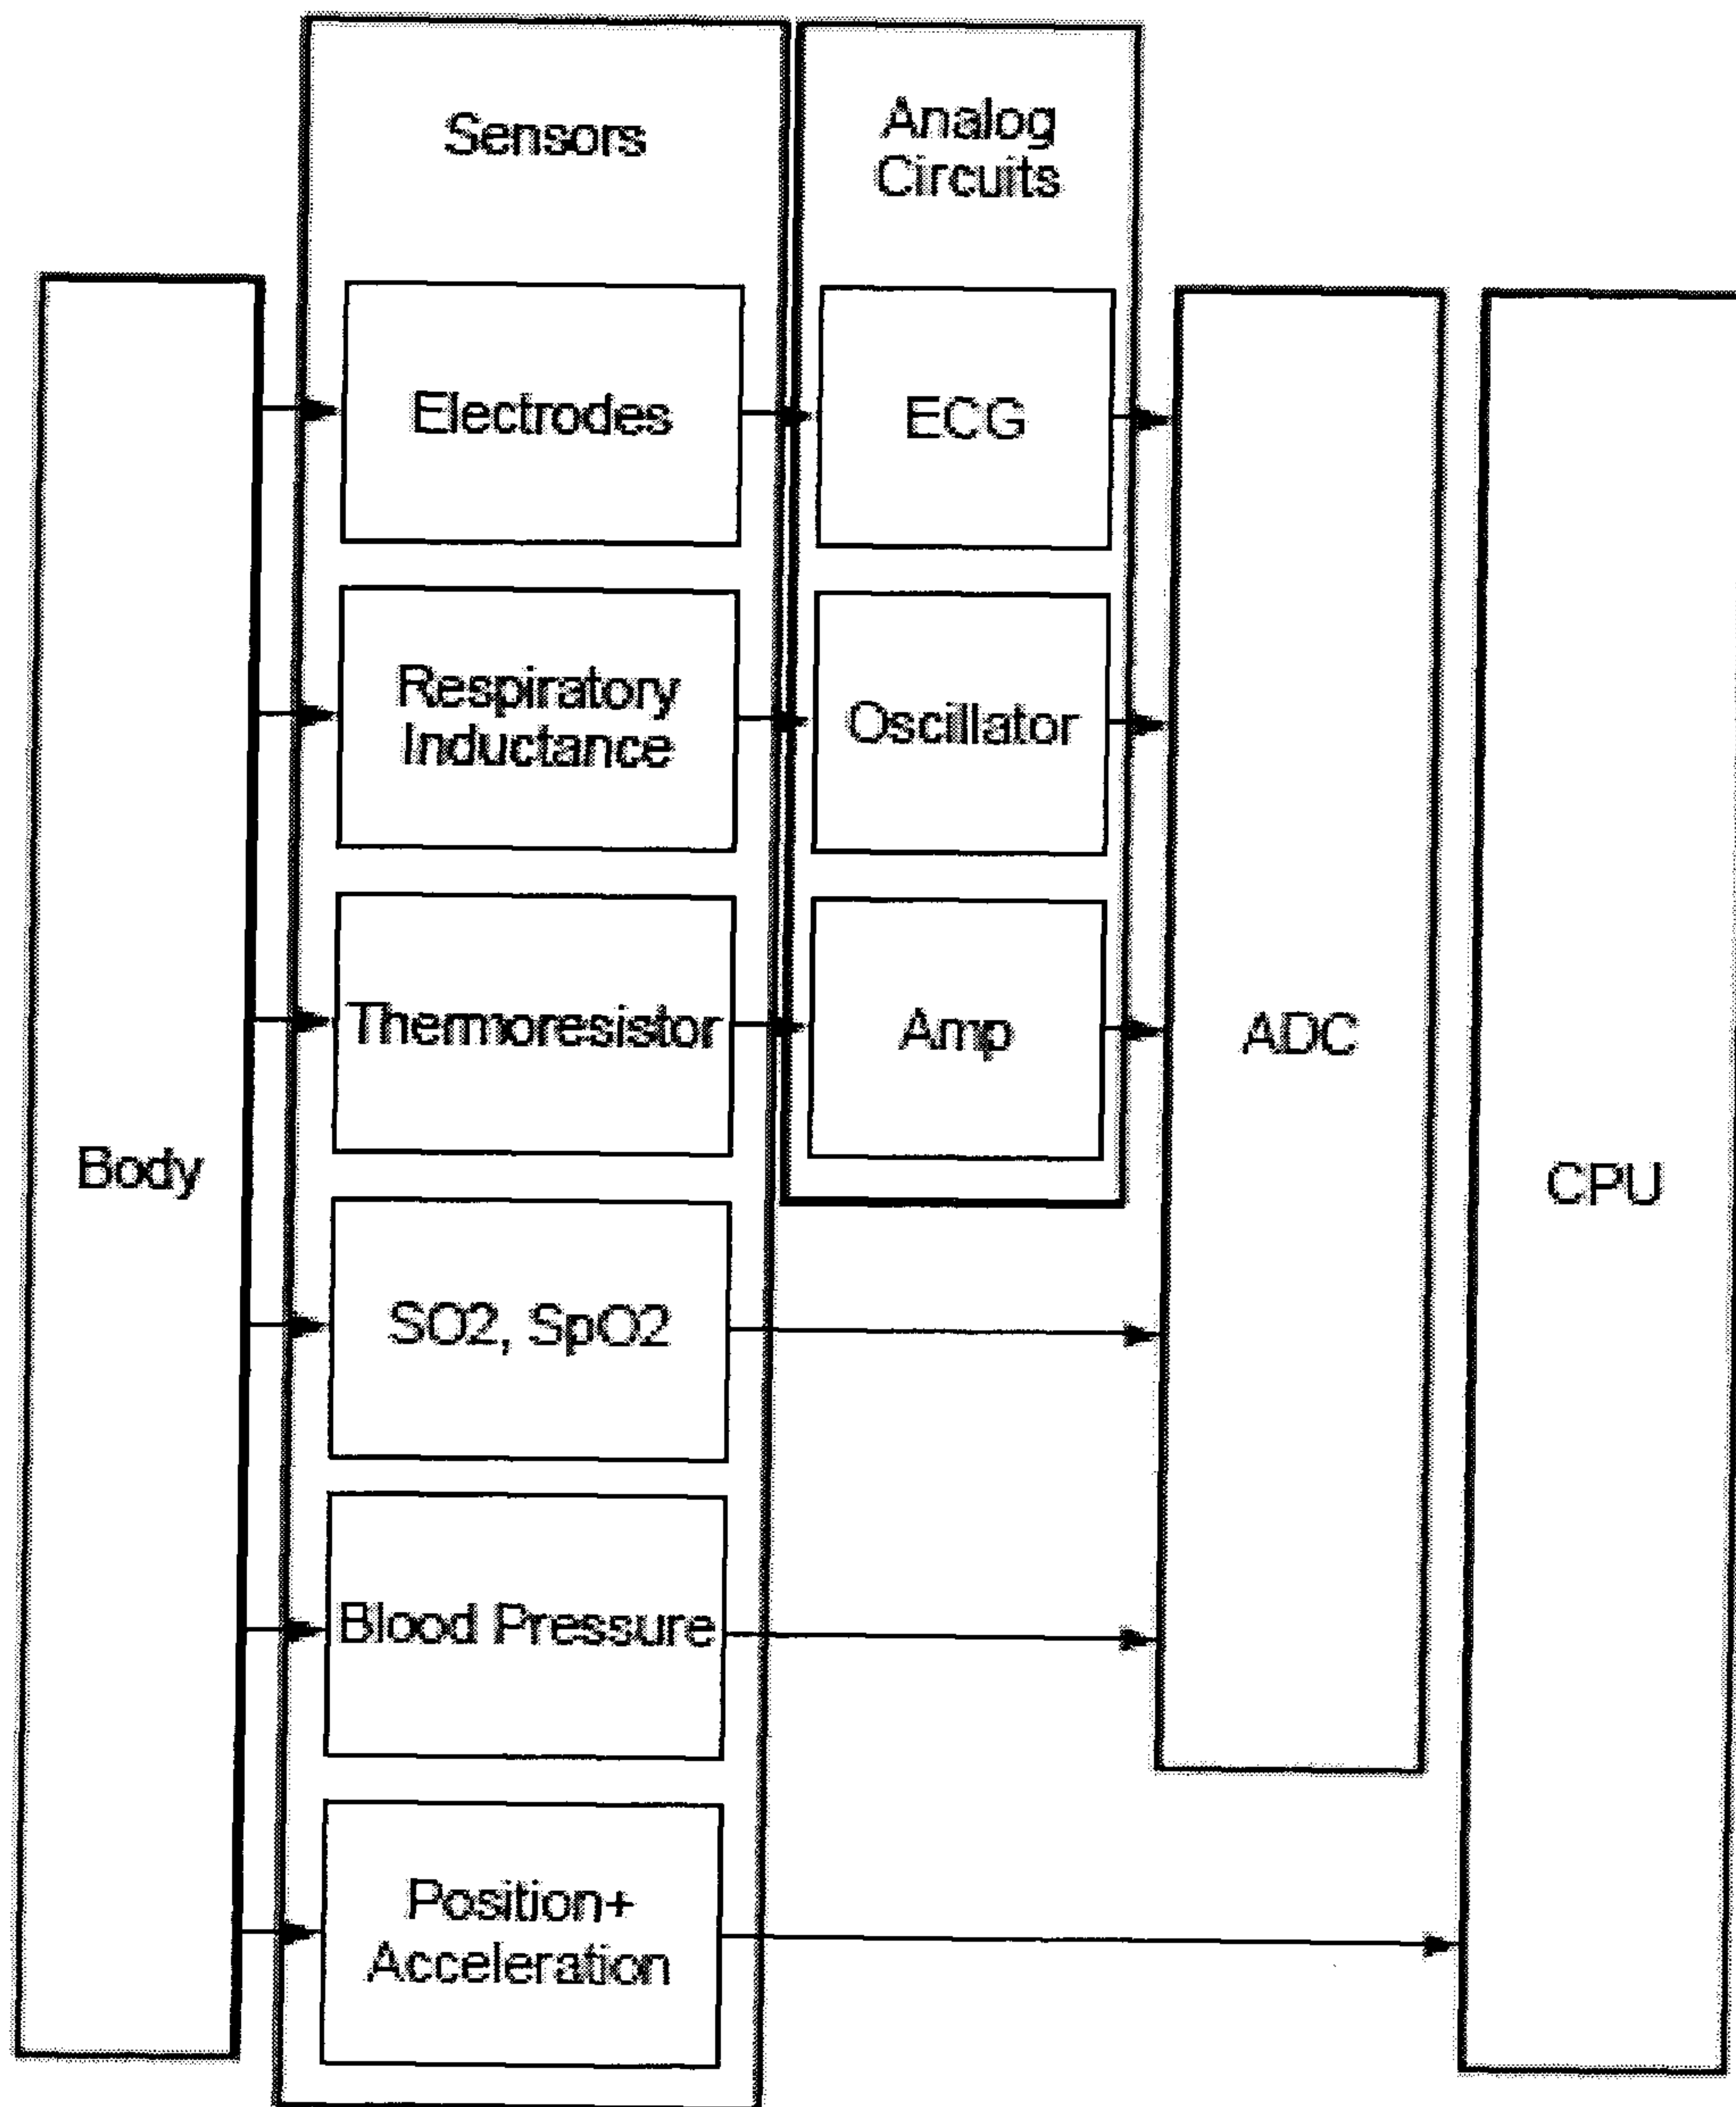 Sensors
Analog
Circuits
Electrodes
ECG
Respiratory
Inductance
Oscillator
Thermoresistor
Amp
ADC
Body
CPU
SO2, SpO2
Blood Pressure
Position+
Acceleration